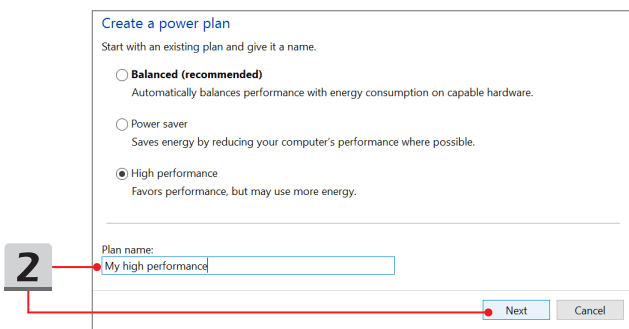 Create a power plan
Start with an existing plan and give it a name.
Balanced (recommended)
Automatically balances performance with energy consumption on capable hardware.
Power saver
Saves energy by reducing your computer's performance where possible.
High performance
Favors performance, but may use more energy.
Plan name:
My high performance
2
Next Cancel